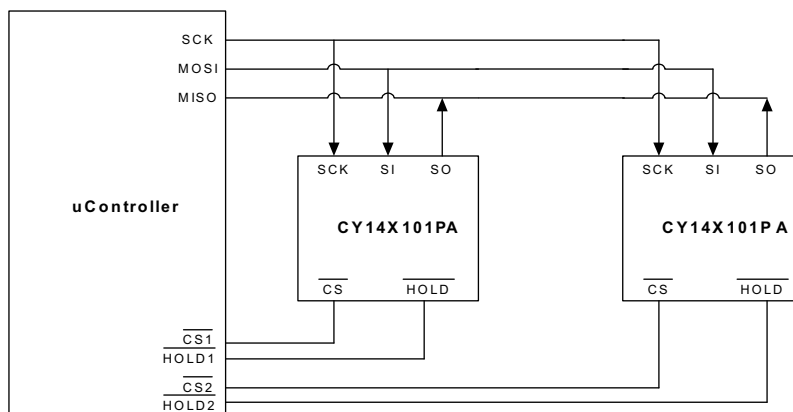 SCK
MOSI
MISO
SCK SI SO
SCK SI SO
uController
CY14X101PA
CY14X101PA
CS HOLD
CS HOLD
CS1
HOLD1
CS2
HOLD2